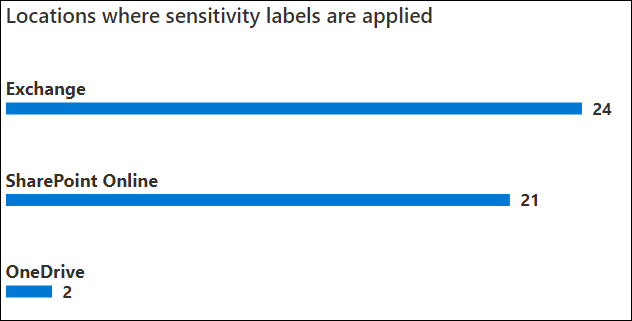 Locations where sensitivity labels are applied
Exchange
24
SharePoint Online
21
OneDrive
2